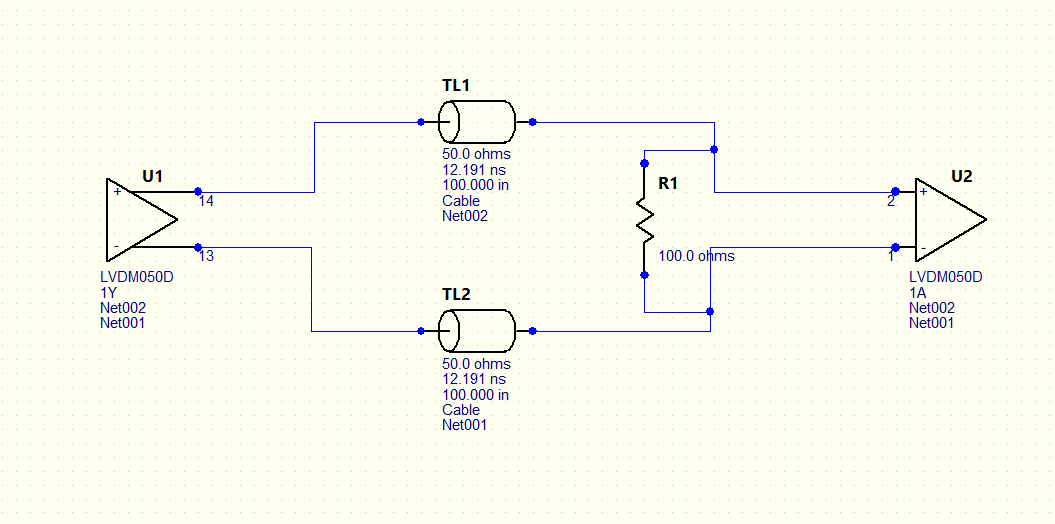 TL1
50.0 ohms
12.191 ns
100.000 in
Cable
Net002
U1
+
14
-
13
LVDM050D
1Y
Net002
Net001
R1
100.0 ohms
U2
2
+
1
-
LVDM050D
1A
Net002
Net001
TL2
50.0 ohms
12.191 ns
100.000 in
Cable
Net001